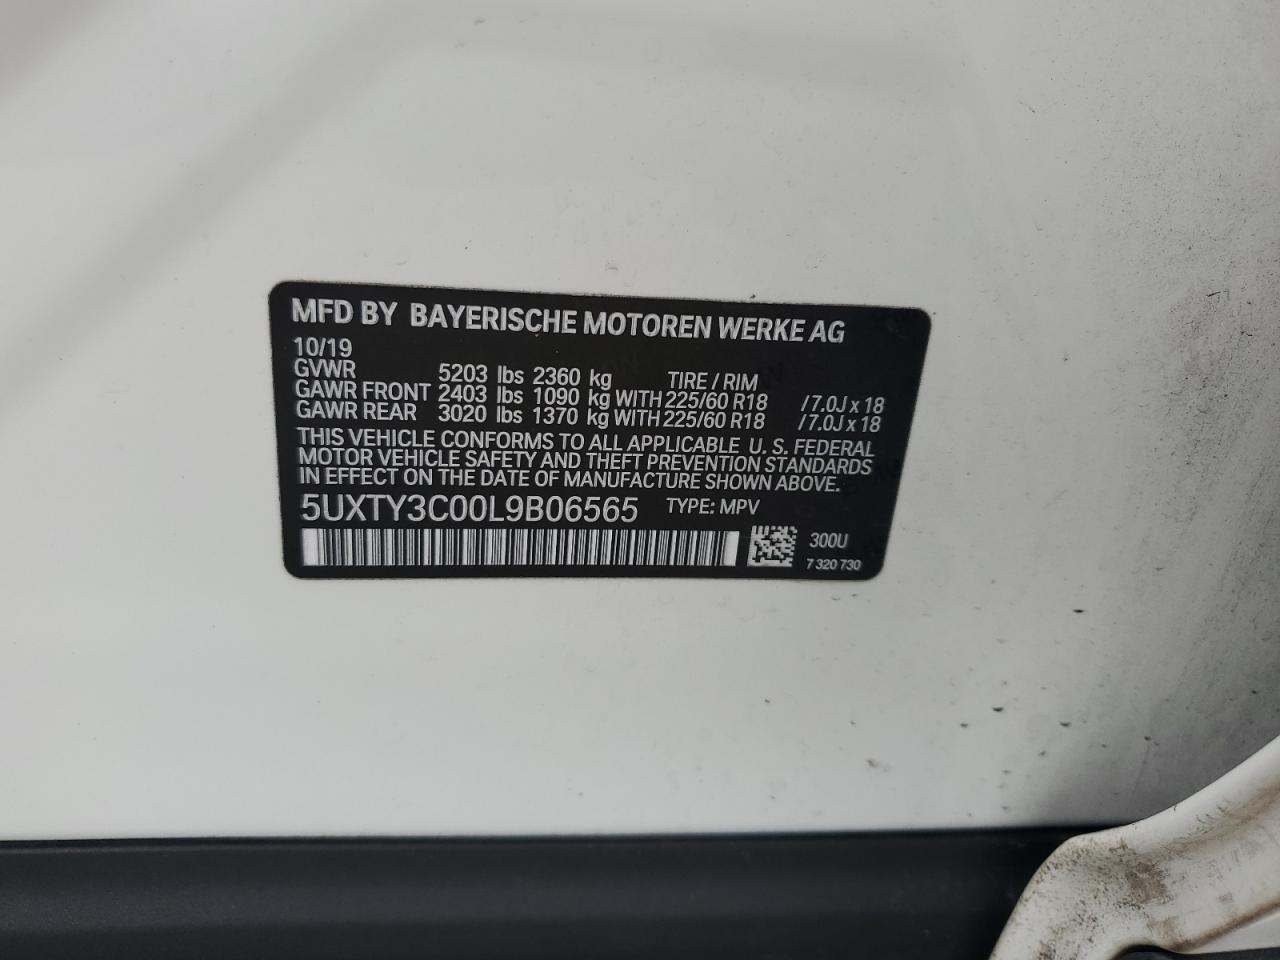 MFD BY BAYERISCHE MOTOREN WERKE AG
10/19
GVWR 5203 lbs 2360 kg TIRE / RIM
GAWR FRONT 2403 lbs 1090 kg WITH 225/60 R18 /7.0J x 18
GAWR REAR 3020 lbs 1370 kg WITH 225/60 R18 /7.0J x 18
THIS VEHICLE CONFORMS TO ALL APPLICABLE U. S. FEDERAL
MOTOR VEHICLE SAFETY AND THEFT PREVENTION STANDARDS
IN EFFECT ON THE DATE OF MANUFACTURE SHOWN ABOVE.
5UXTY3C00L9B06565 TYPE: MPV
300U
7 320 730